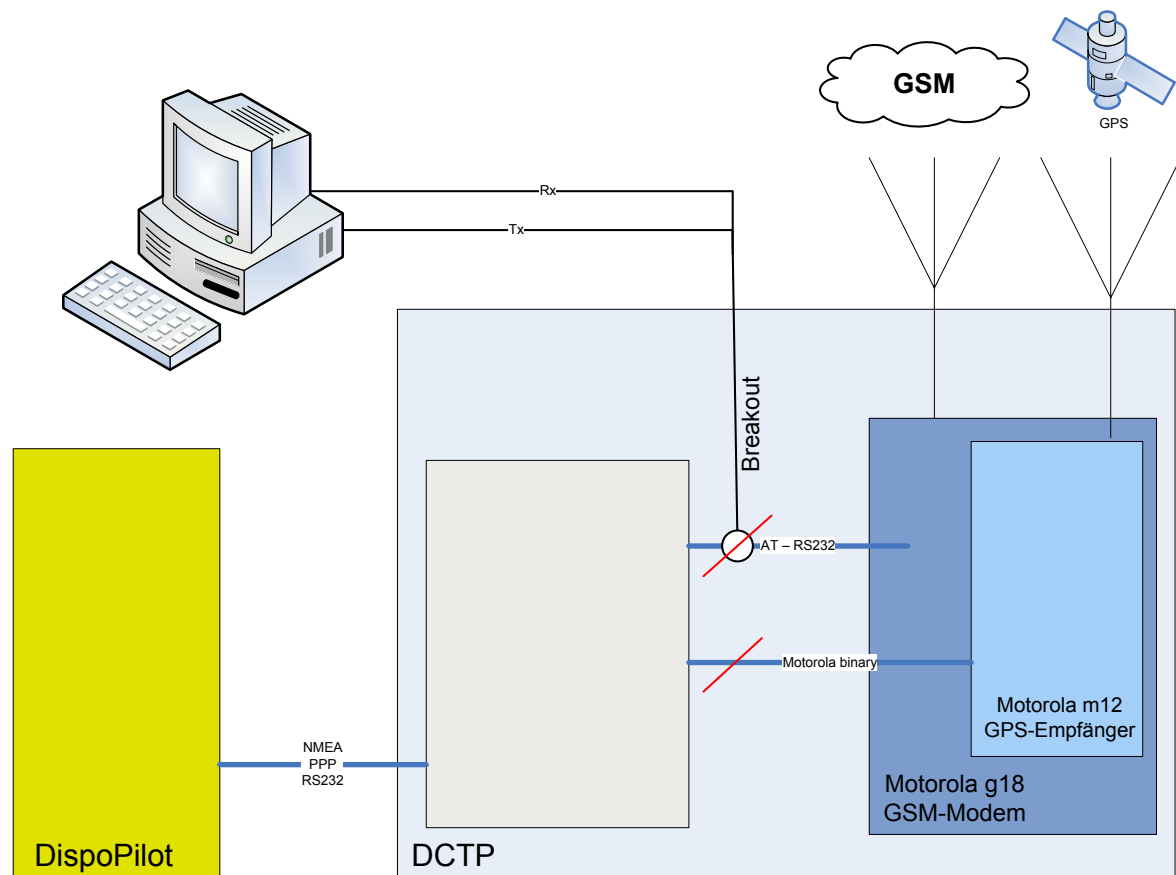 GSM
GPS
Rx
Tx
Breakout
AT – RS232
Motorola binary
Motorola m12
GPS-Empfänger
NMEA
PPP
RS232
Motorola g18
GSM-Modem
DispoPilot
DCTP